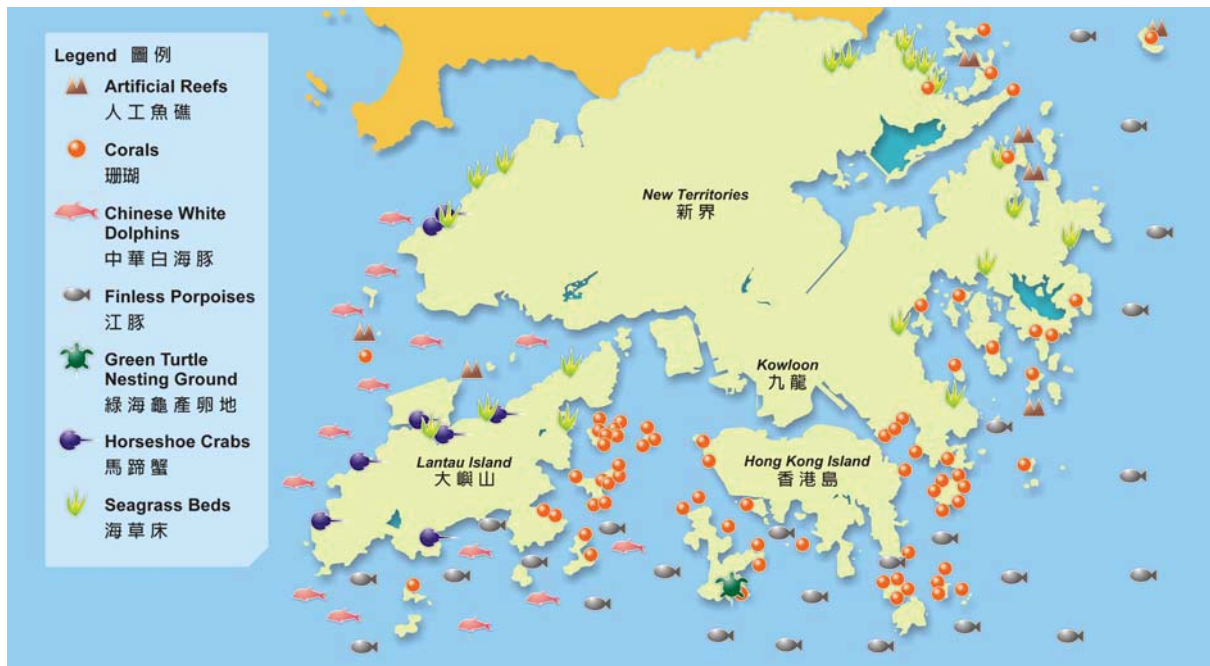 Legend 圖例
Artificial Reefs
人工魚礁
Corals
珊瑚
Chinese White
Dolphins
中華白海豚
Finless Porpoises
江豚
Green Turtle
Nesting Ground
綠海龜產卵地
Horseshoe Crabs
馬蹄蟹
Seagrass Beds
海草床
New Territories
新界
Kowloon
九龍
Lantau Island
大嶼山
Hong Kong Island
香港島